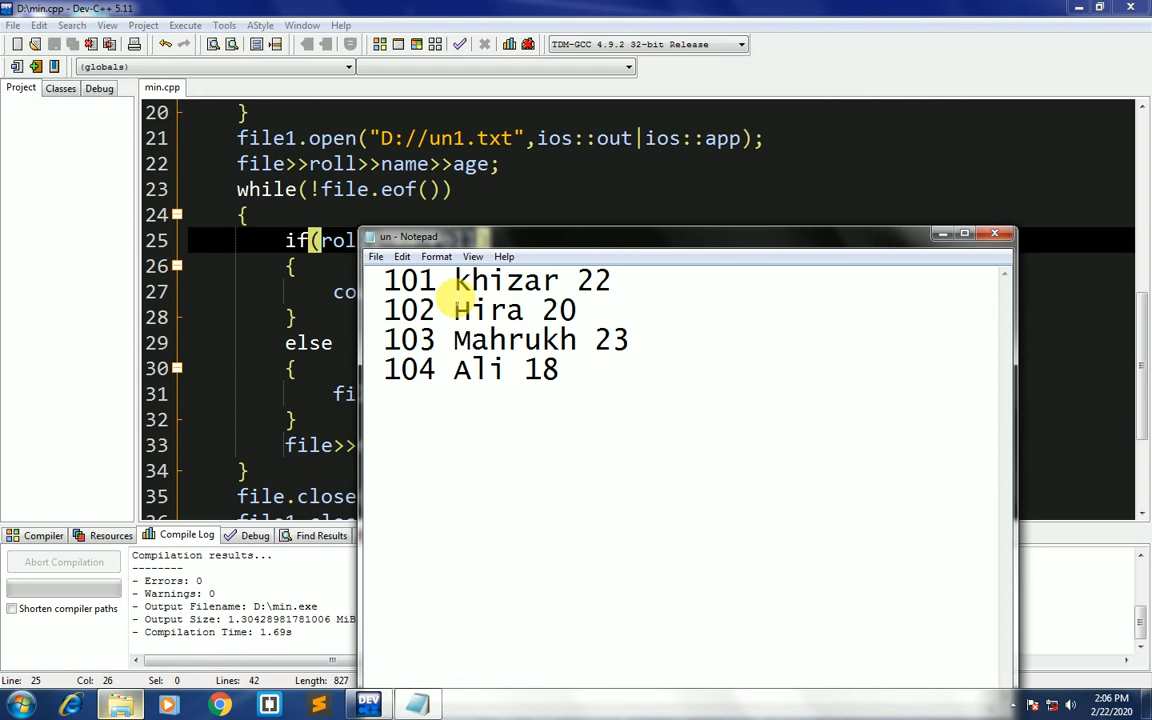 D:\min.cpp - Dev-C++ 5.11
File Edit Search View Project Execute Tools AStyle Window Help
TDM-GCC 4.9.2 32-bit Release
(globals)
Project Classes Debug
min.cpp
20 }
21 file1.open("D://un1.txt",ios::out|ios::app);
22 file>>roll>>name>>age;
23 while(!file.eof())
24 {
25 if(rol
26 {
27 co
28 }
29 else
30 {
31 fi
32 }
33 file>>
34 }
35 file.close
un - Notepad
File Edit Format View Help
101 khizar 22
102 Hira 20
103 Mahrukh 23
104 Ali 18
Compiler Resources Compile Log Debug Find Results
Abort Compilation
Shorten compiler paths
Compilation results...
--------
- Errors: 0
- Warnings: 0
- Output Filename: D:\min.exe
- Output Size: 1.30428981781006 MiB
- Compilation Time: 1.69s
Line: 25 Col: 26 Sel: 0 Lines: 42 Length: 827
DEV
2:06 PM
2/22/2020